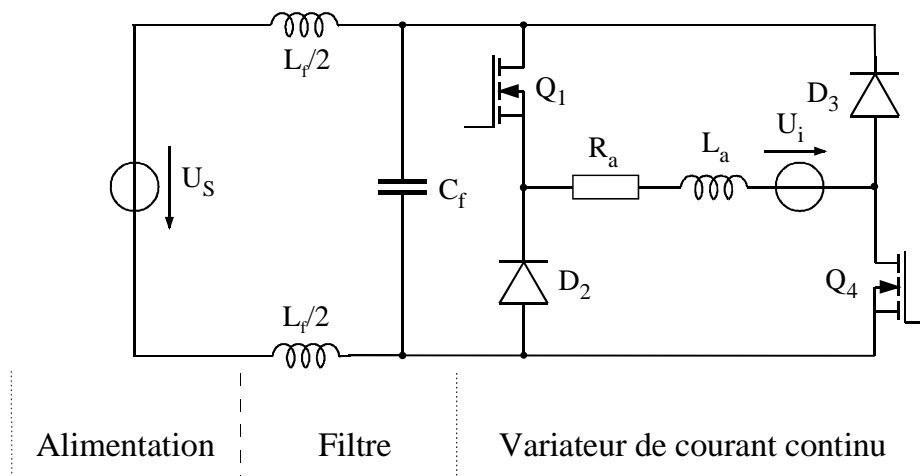 L_f/2
Q_1
D_3
U_i
R_a
L_a
U_S
C_f
D_2
Q_4
L_f/2
Alimentation
Filtre
Variateur de courant continu